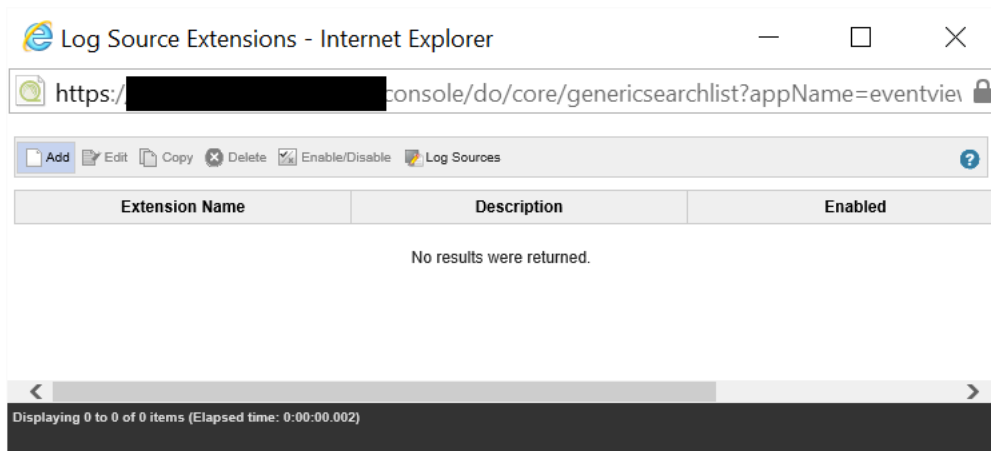 Log Source Extensions - Internet Explorer
https:/ console/do/core/genericsearchlist?appName=eventvie
Add Edit Copy Delete Enable/Disable Log Sources ?
Extension Name Description Enabled
No results were returned.
Displaying 0 to 0 of 0 items (Elapsed time: 0:00:00.002)